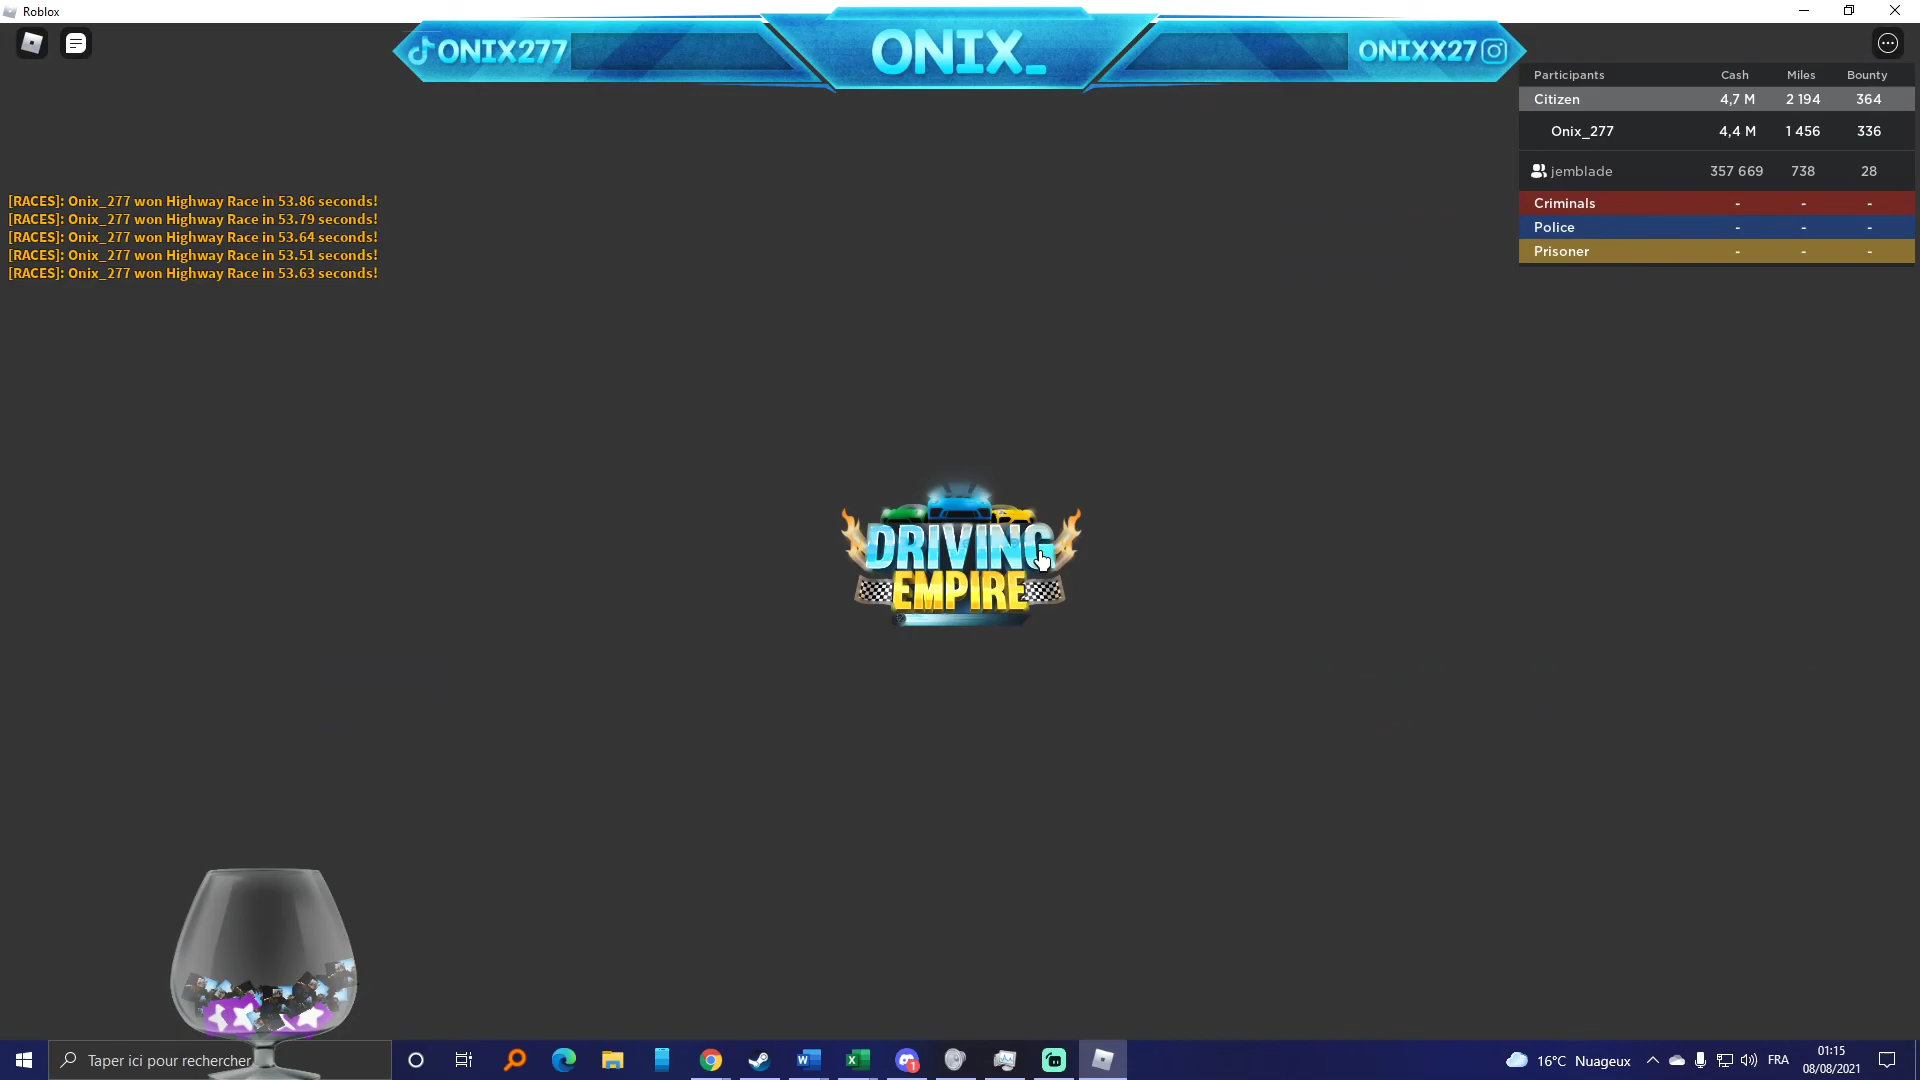 Roblox
ONIX277
ONIX_
ONIXX27
Participants Cash Miles Bounty
Citizen 4,7 M 2 194 364
Onix_277 4,4 M 1 456 336
jemblade 357 669 738 28
Criminals - - -
Police - - -
Prisoner - - -
[RACES]: Onix_277 won Highway Race in 53.86 seconds!
[RACES]: Onix_277 won Highway Race in 53.79 seconds!
[RACES]: Onix_277 won Highway Race in 53.64 seconds!
[RACES]: Onix_277 won Highway Race in 53.51 seconds!
[RACES]: Onix_277 won Highway Race in 53.63 seconds!
DRIVING
EMPIRE
Taper ici pour rechercher
1
16°C Nuageux
FRA
01:15
08/08/2021